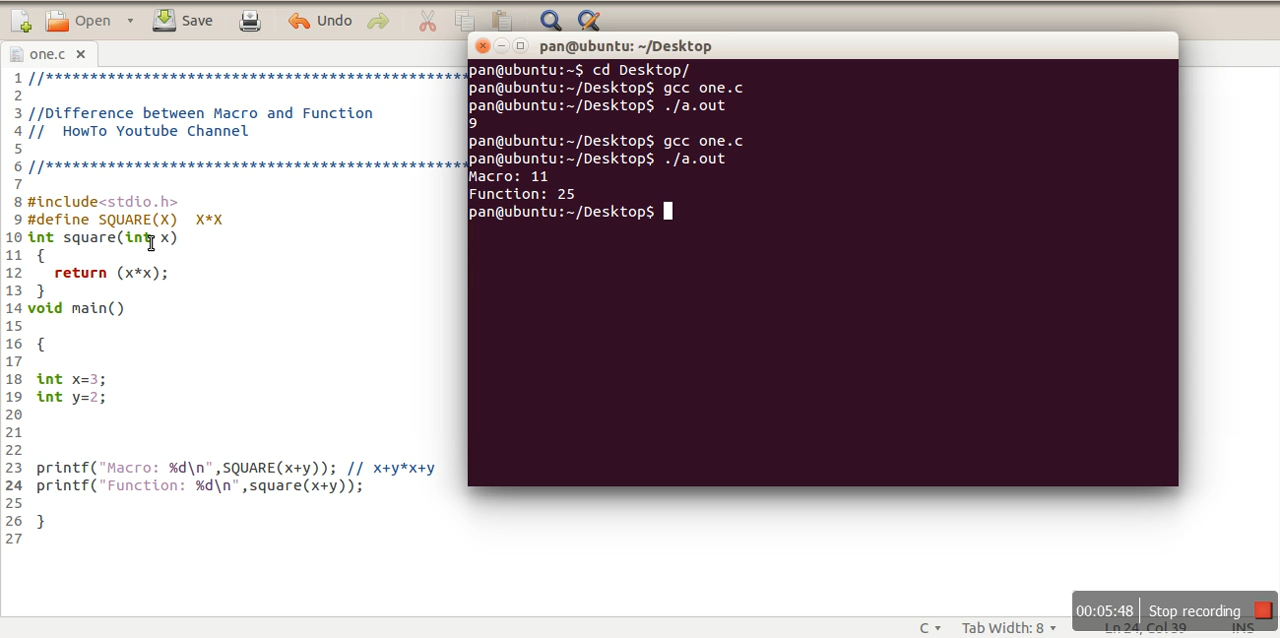 Open Save Undo
one.c
pan@ubuntu: ~/Desktop
1 //************************************************
2
3 //Difference between Macro and Function
4 //  HowTo Youtube Channel
5
6 //************************************************
7
8 #include<stdio.h>
9 #define SQUARE(X)  X*X
10 int square(int x)
11 {
12 return (x*x);
13 }
14 void main()
15
16 {
17
18 int x=3;
19 int y=2;
20
21
22
23 printf("Macro: %d\n",SQUARE(x+y)); // x+y*x+y
24 printf("Function: %d\n",square(x+y));
25
26 }
27
pan@ubuntu:~$ cd Desktop/
pan@ubuntu:~/Desktop$ gcc one.c
pan@ubuntu:~/Desktop$ ./a.out
9
pan@ubuntu:~/Desktop$ gcc one.c
pan@ubuntu:~/Desktop$ ./a.out
Macro: 11
Function: 25
pan@ubuntu:~/Desktop$
00:05:48 Stop recording
C Tab Width: 8 Ln 24, Col 39 INS